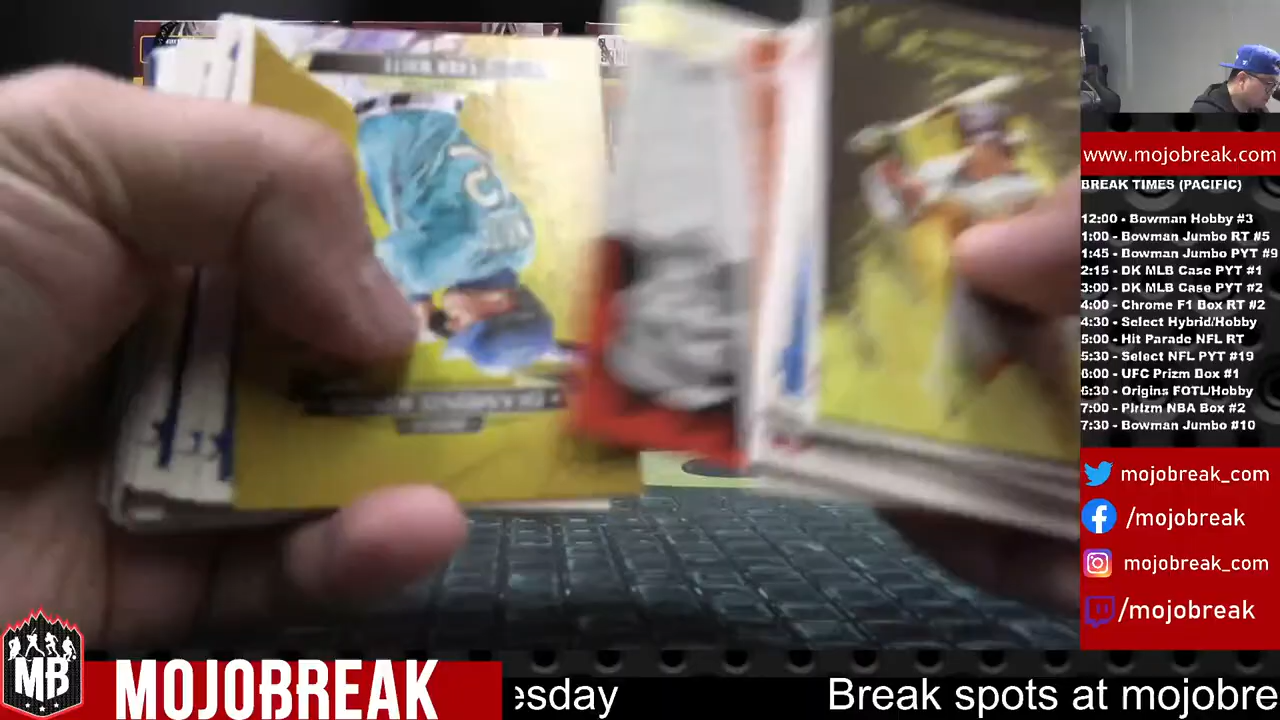 www.mojobreak.com
BREAK TIMES (PACIFIC)
12:00 - Bowman Hobby #3
1:00 - Bowman Jumbo RT #5
1:45 - Bowman Jumbo PYT #9
2:15 - DK MLB Case PYT #1
3:00 - DK MLB Case PYT #2
4:00 - Chrome F1 Box RT #2
4:30 - Select Hybrid/Hobby
5:00 - Hit Parade NFL RT
5:30 - Select NFL PYT #19
6:00 - UFC Prizm Box #1
6:30 - Origins FOTL/Hobby
7:00 - Pirizm NBA Box #2
7:30 - Bowman Jumbo #10
mojobreak_com
/mojobreak
mojobreak_com
/mojobreak
MB
MOJOBREAK
esday
Break spots at mojobre